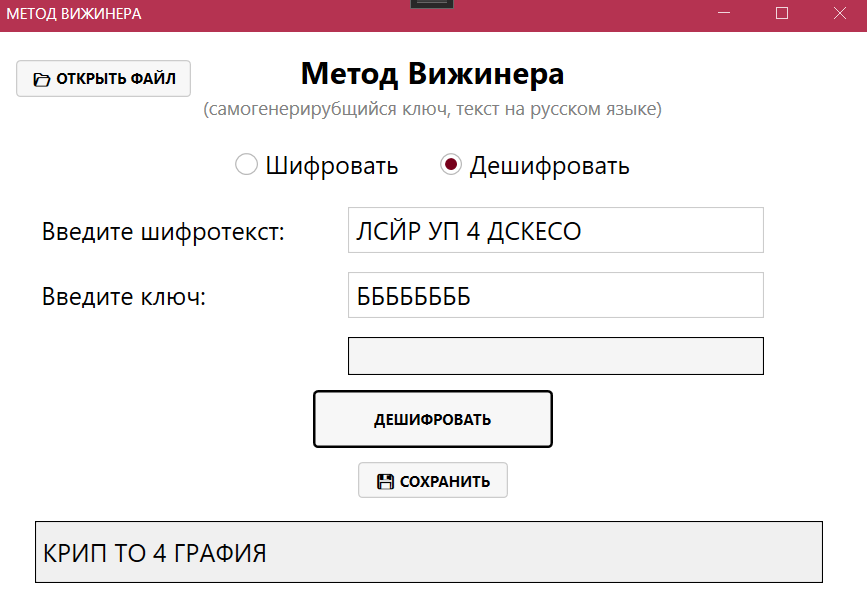 МЕТОД ВИЖИНЕРА
ОТКРЫТЬ ФАЙЛ
Метод Вижинера
(самогенерирубщийся ключ, текст на русском языке)
Шифровать Дешифровать
Введите шифротекст: ЛСЙР УП 4 ДСКЕСО
Введите ключ: БББББББББ
ДЕШИФРОВАТЬ
СОХРАНИТЬ
КРИП ТО 4 ГРАФИЯ